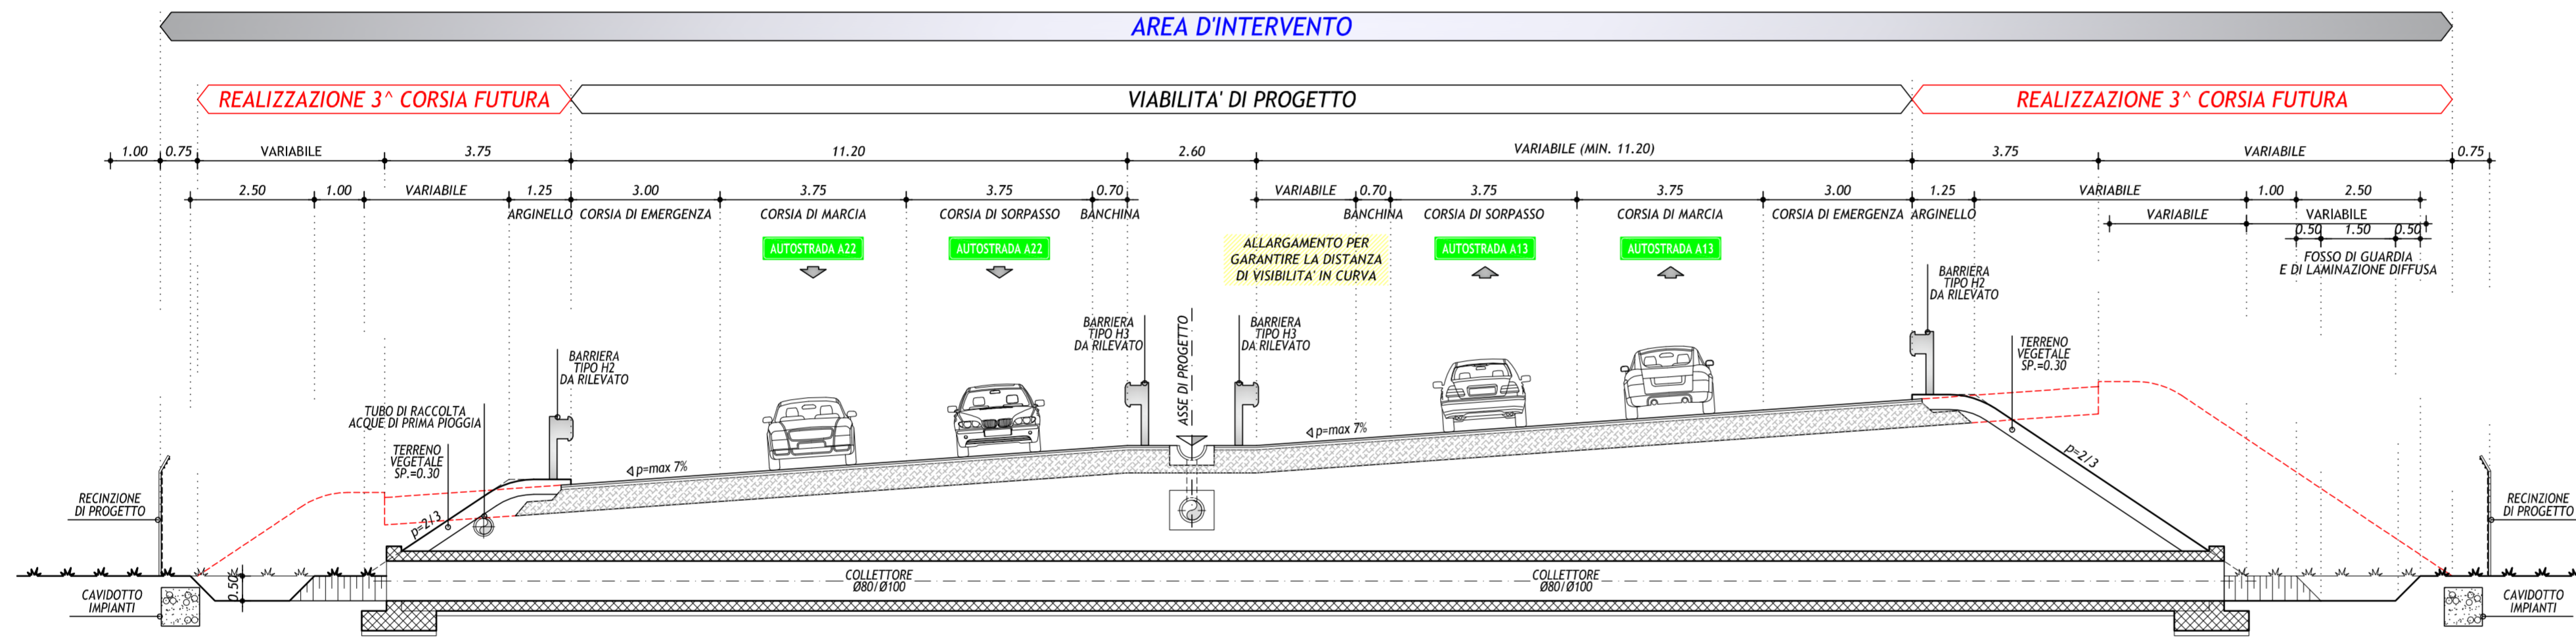 AREA D'INTERVENTO
REALIZZAZIONE 3^ CORSIA FUTURA
VIABILITA' DI PROGETTO
REALIZZAZIONE 3^ CORSIA FUTURA
1.00 0.75 VARIABILE 3.75 11.20 2.60 VARIABILE (MIN. 11.20) 3.75 VARIABILE 0.75
2.50 1.00 VARIABILE 1.25 3.00 3.75 3.75 0.70 VARIABILE 0.70 3.75 3.75 3.00 1.25 VARIABILE 1.00 2.50
ARGINELLO CORSIA DI EMERGENZA CORSIA DI MARCIA CORSIA DI SORPASSO BANCHINA BANCHINA CORSIA DI SORPASSO CORSIA DI MARCIA CORSIA DI EMERGENZA ARGINELLO VARIABILE VARIABILE
0.50 1.50 0.50
FOSSO DI GUARDIA
E DI LAMINAZIONE DIFFUSA
AUTOSTRADA A22
AUTOSTRADA A22
ALLARGAMENTO PER
GARANTIRE LA DISTANZA
DI VISIBILITA' IN CURVA
AUTOSTRADA A13
AUTOSTRADA A13
BARRIERA
TIPO H2
DA RILEVATO
BARRIERA
TIPO H3
DA RILEVATO
ASSE DI PROGETTO
BARRIERA
TIPO H3
DA RILEVATO
TERRENO
VEGETALE
SP.=0.30
BARRIERA
TIPO H2
DA RILEVATO
TUBO DI RACCOLTA
ACQUE DI PRIMA PIOGGIA
TERRENO
VEGETALE
SP.=0.30
p=max 7%
p=max 7%
p=2/3
p=2/3
RECINZIONE
DI PROGETTO
RECINZIONE
DI PROGETTO
0.50
COLLETTORE
Ø80/Ø100
COLLETTORE
Ø80/Ø100
CAVIDOTTO
IMPIANTI
CAVIDOTTO
IMPIANTI